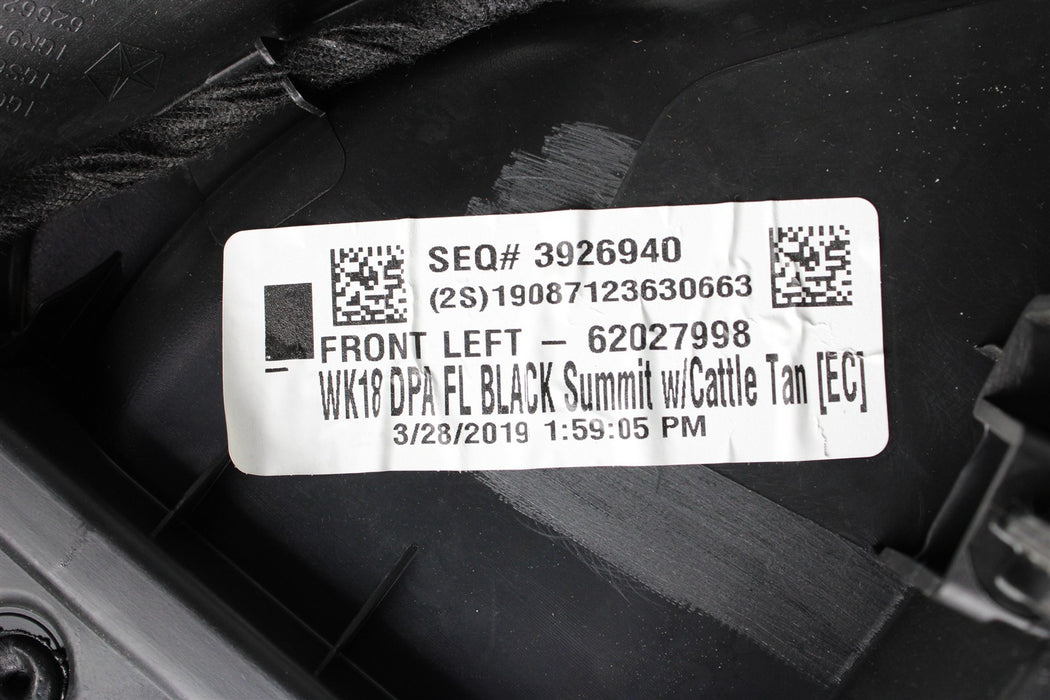 SEQ# 3926940
(2S)19087123630663
FRONT LEFT – 62027998
WK18 DPA FL BLACK Summit w/Cattle Tan [EC]
3/28/2019 1:59:05 PM